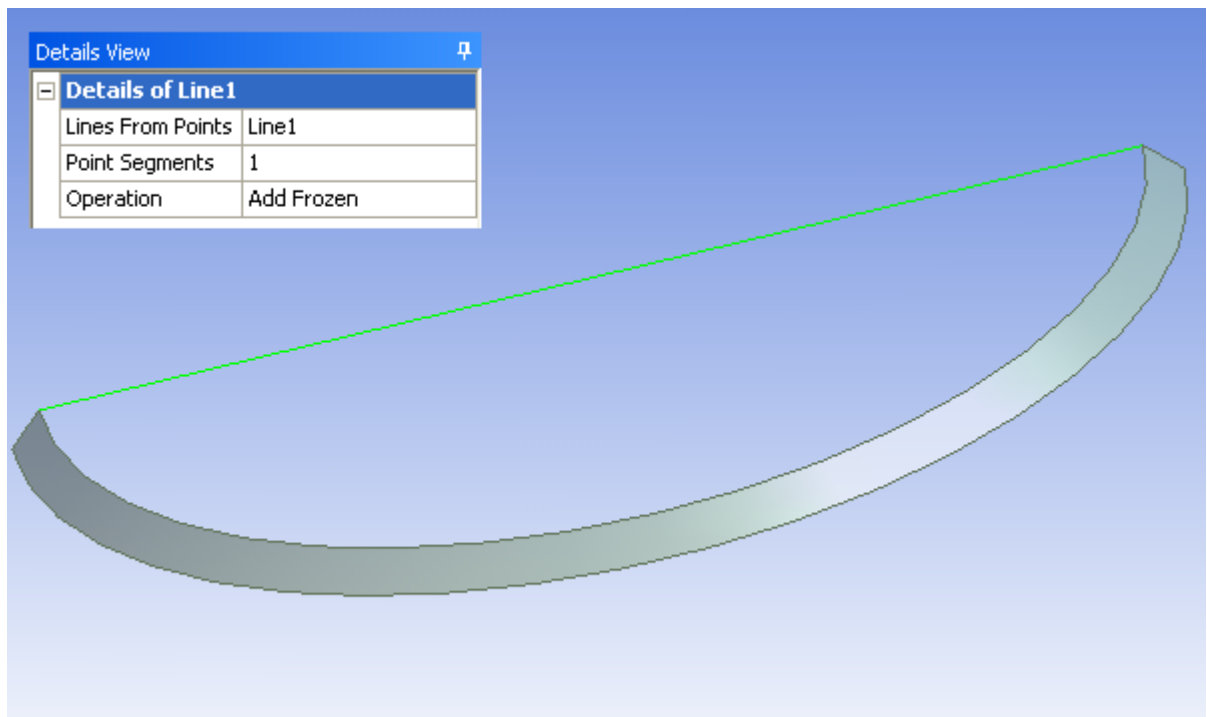 Details View
Details of Line1
Lines From Points Line1
Point Segments 1
Operation Add Frozen